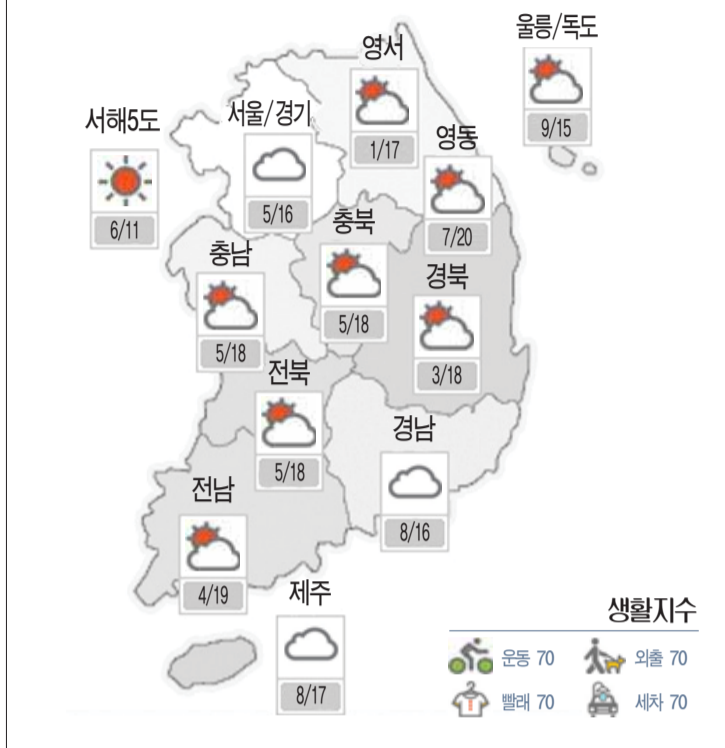 울릉/독도
9/15
영서
1/17
서해5도
6/11
서울/경기
5/16
영동
7/20
충북
5/18
충남
5/18
경북
3/18
전북
5/18
경남
8/16
전남
4/19
제주
8/17
생활지수
운동 70
외출 70
빨래 70
세차 70